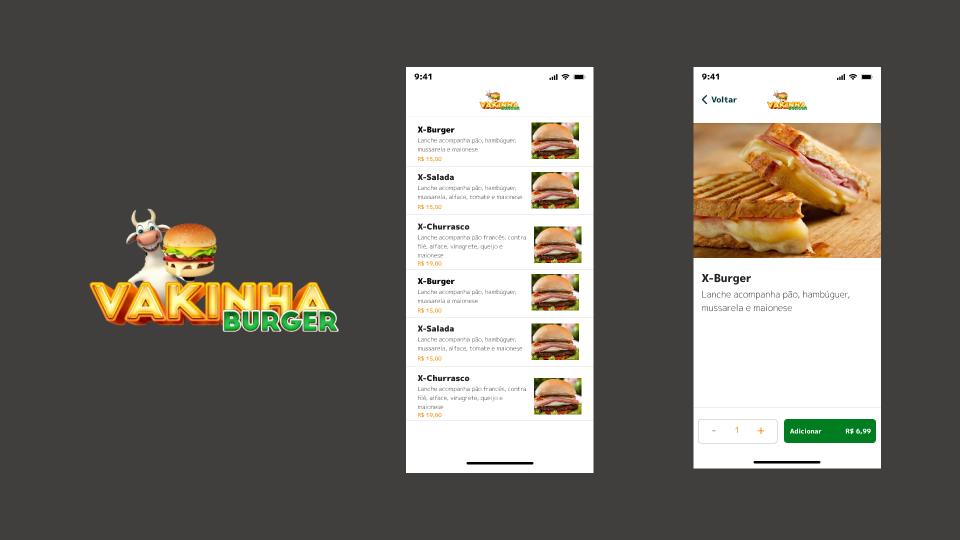 VAKINHA
BURGER
9:41
VAKINHA
BURGER
X-Burger
Lanche acompanha pão, hambúguer,
mussarela e maionese
R$ 15,00
X-Salada
Lanche acompanha pão, hambúguer,
mussarela, alface, tomate e maionese
R$ 15,00
X-Churrasco
Lanche acompanha pão francês, contra
filé, alface, vinagrete, queijo e
maionese
R$ 19,00
X-Burger
Lanche acompanha pão, hambúguer,
mussarela e maionese
R$ 15,00
X-Salada
Lanche acompanha pão, hambúguer,
mussarela, alface, tomate e maionese
R$ 15,00
X-Churrasco
Lanche acompanha pão francês, contra
filé, alface, vinagrete, queijo e
maionese
R$ 19,00
9:41
Voltar
VAKINHA
BURGER
X-Burger
Lanche acompanha pão, hambúguer,
mussarela e maionese
- 1 +
Adicionar R$ 6,99